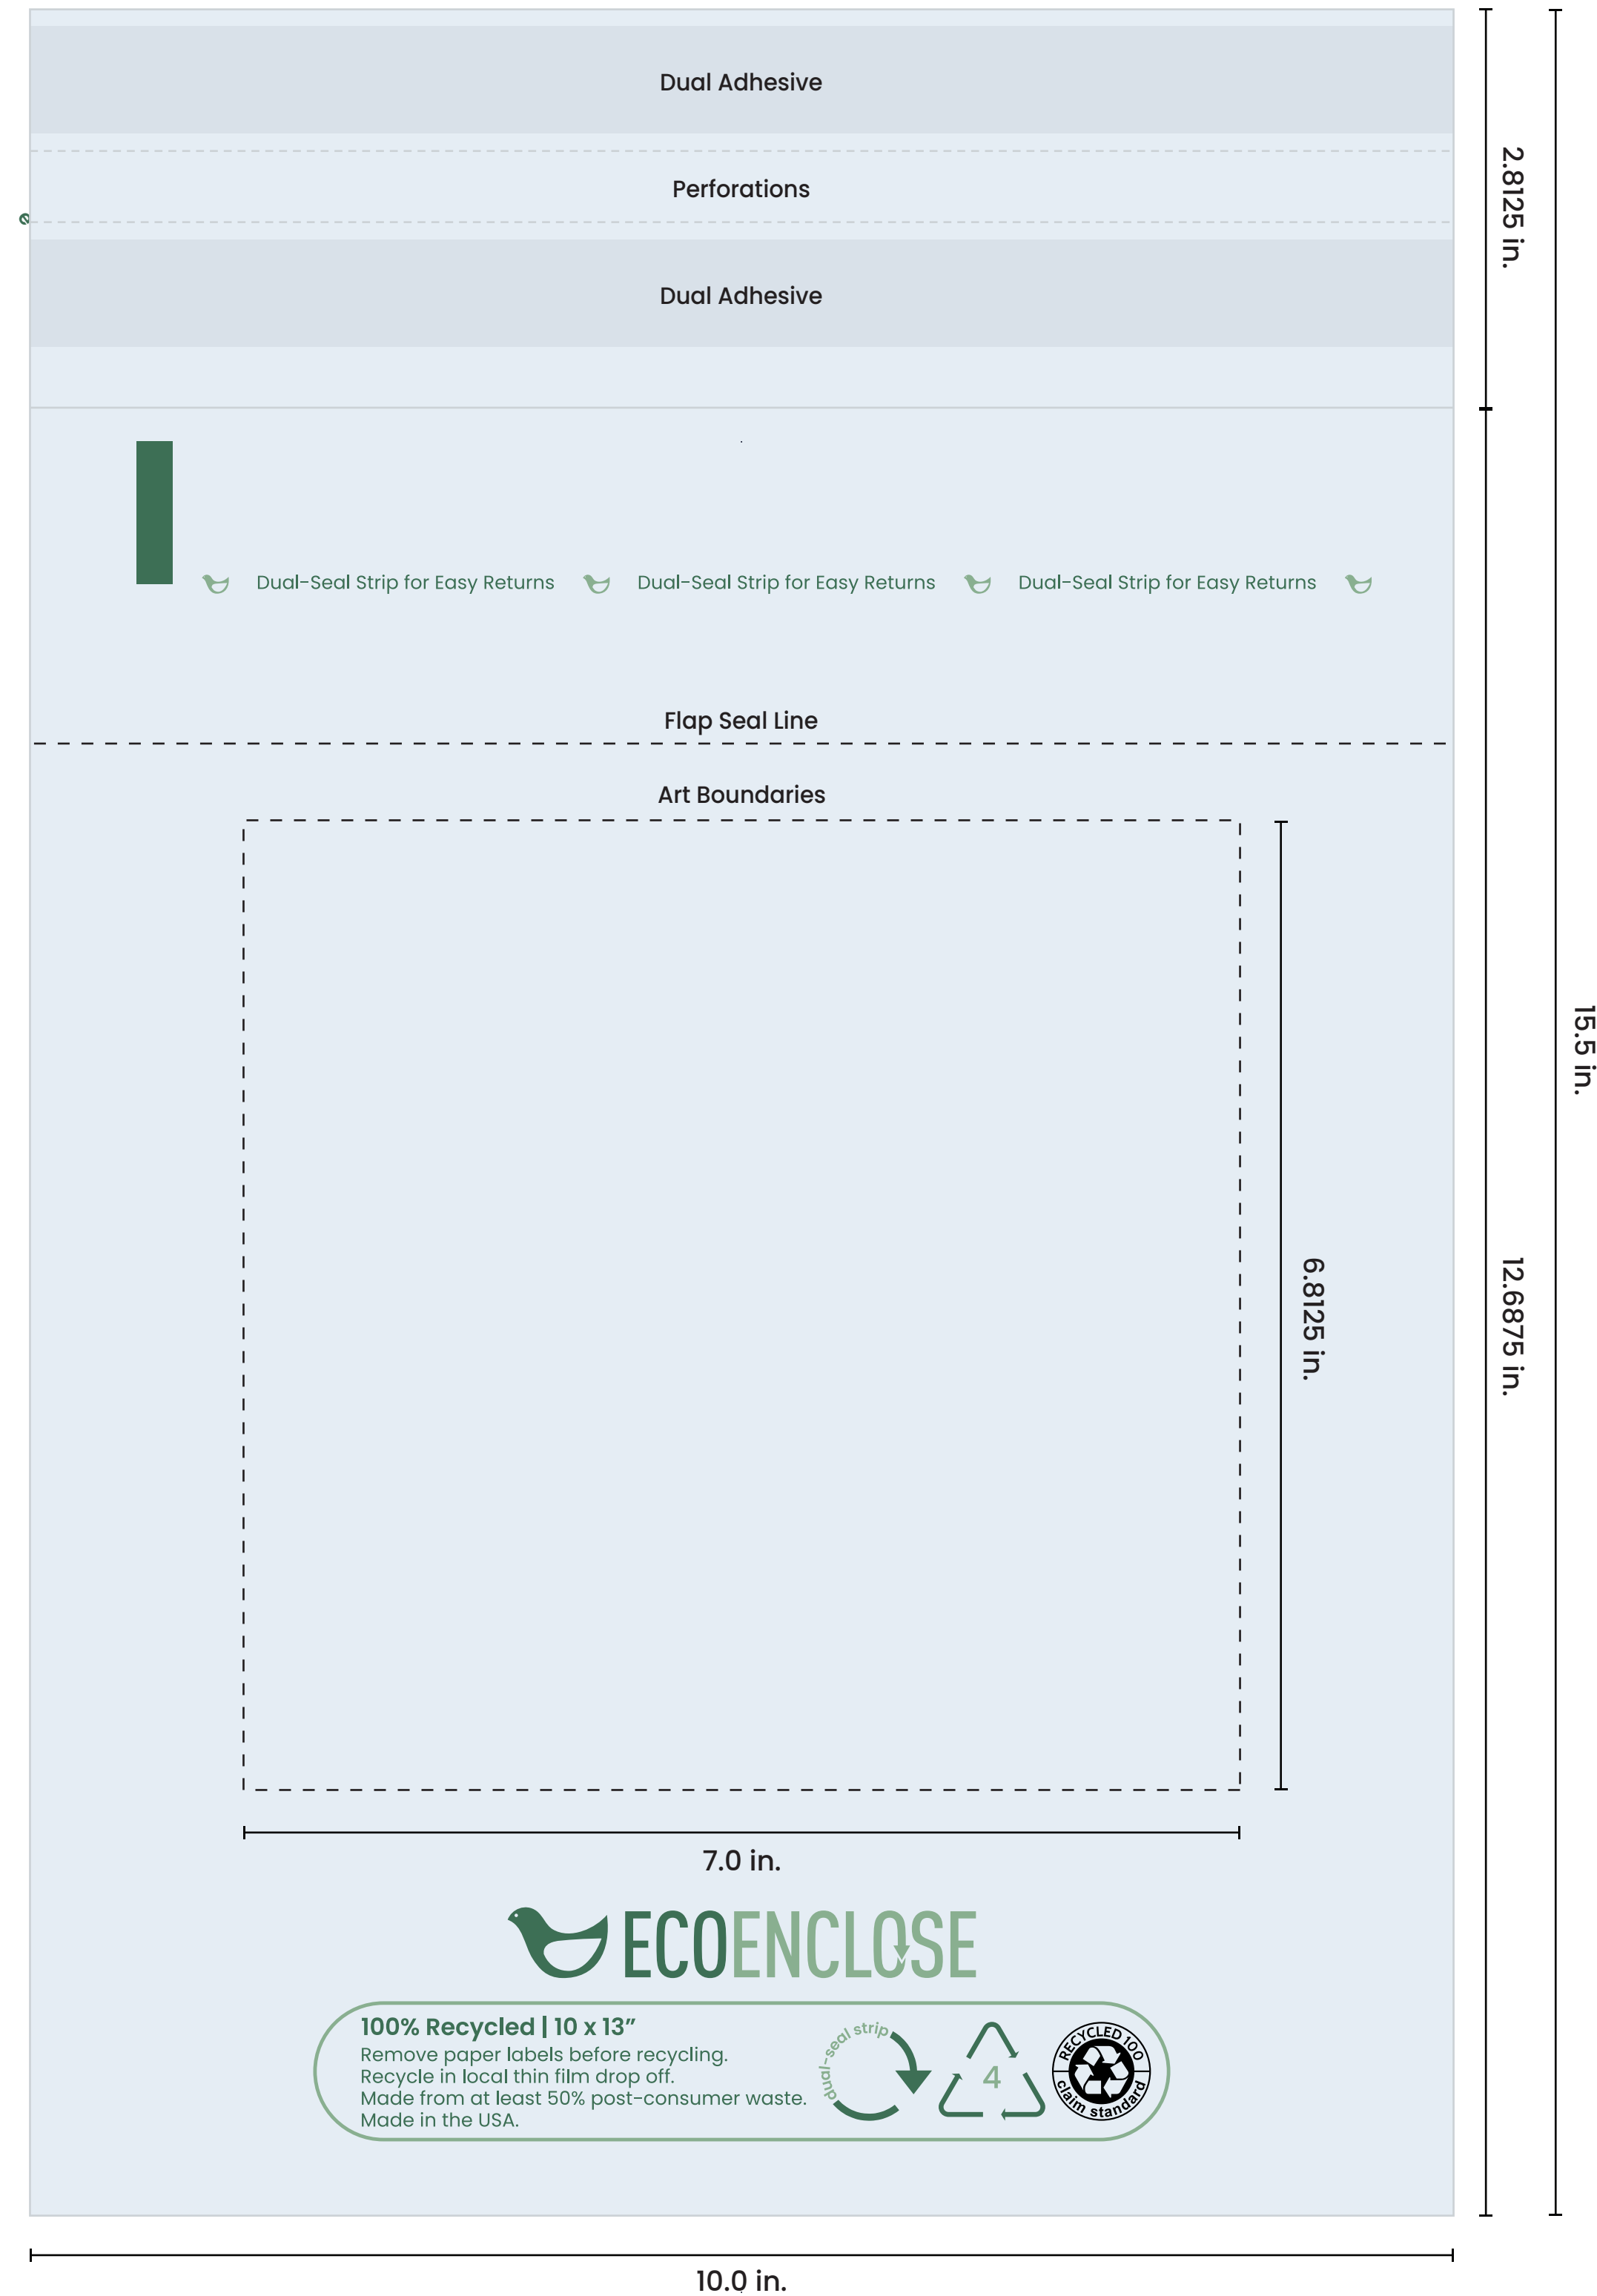 Dual Adhesive
Perforations
Dual Adhesive
2.8125 in.
Dual-Seal Strip for Easy Returns Dual-Seal Strip for Easy Returns Dual-Seal Strip for Easy Returns
Flap Seal Line
Art Boundaries
15.5 in.
6.8125 in.
12.6875 in.
7.0 in.
ECOENCLOSE
100% Recycled | 10 x 13”
Remove paper labels before recycling.
Recycle in local thin film drop off.
Made from at least 50% post-consumer waste.
Made in the USA.
dual-seal strip
4
RECYCLED 100
claim standard
10.0 in.